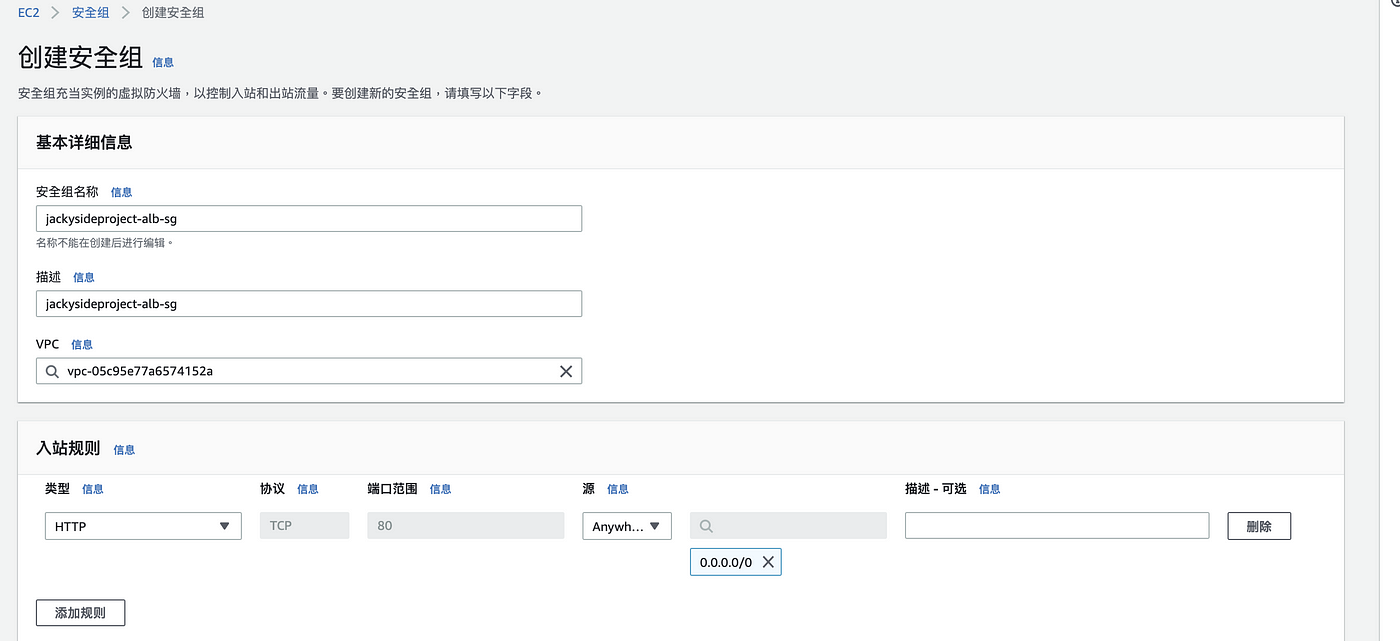 EC2 > 安全组 > 创建安全组
创建安全组 信息
安全组充当实例的虚拟防火墙，以控制入站和出站流量。要创建新的安全组，请填写以下字段。
基本详细信息
安全组名称 信息
jackysideproject-alb-sg
名称不能在创建后进行编辑。
描述 信息
jackysideproject-alb-sg
VPC 信息
vpc-05c95e77a6574152a
入站规则 信息
类型 信息 协议 信息 端口范围 信息 源 信息 描述 - 可选 信息
HTTP TCP 80 Anywh... 删除
0.0.0.0/0
添加规则